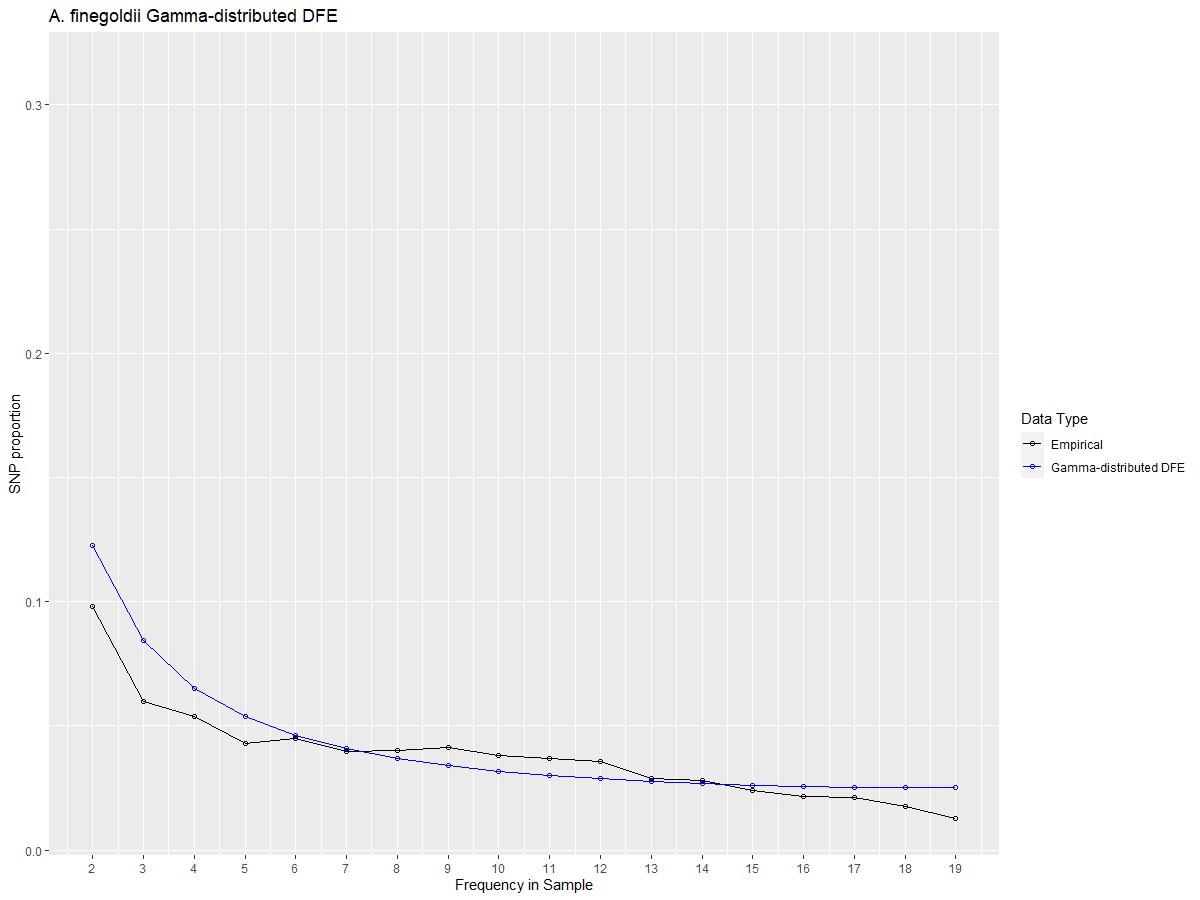 A. finegoldii Gamma-distributed DFE
SNP proportion
0.3
0.2
0.1
0.0
2 3 4 5 6 7 8 9 10 11 12 13 14 15 16 17 18 19
Frequency in Sample
Data Type
Empirical
Gamma-distributed DFE